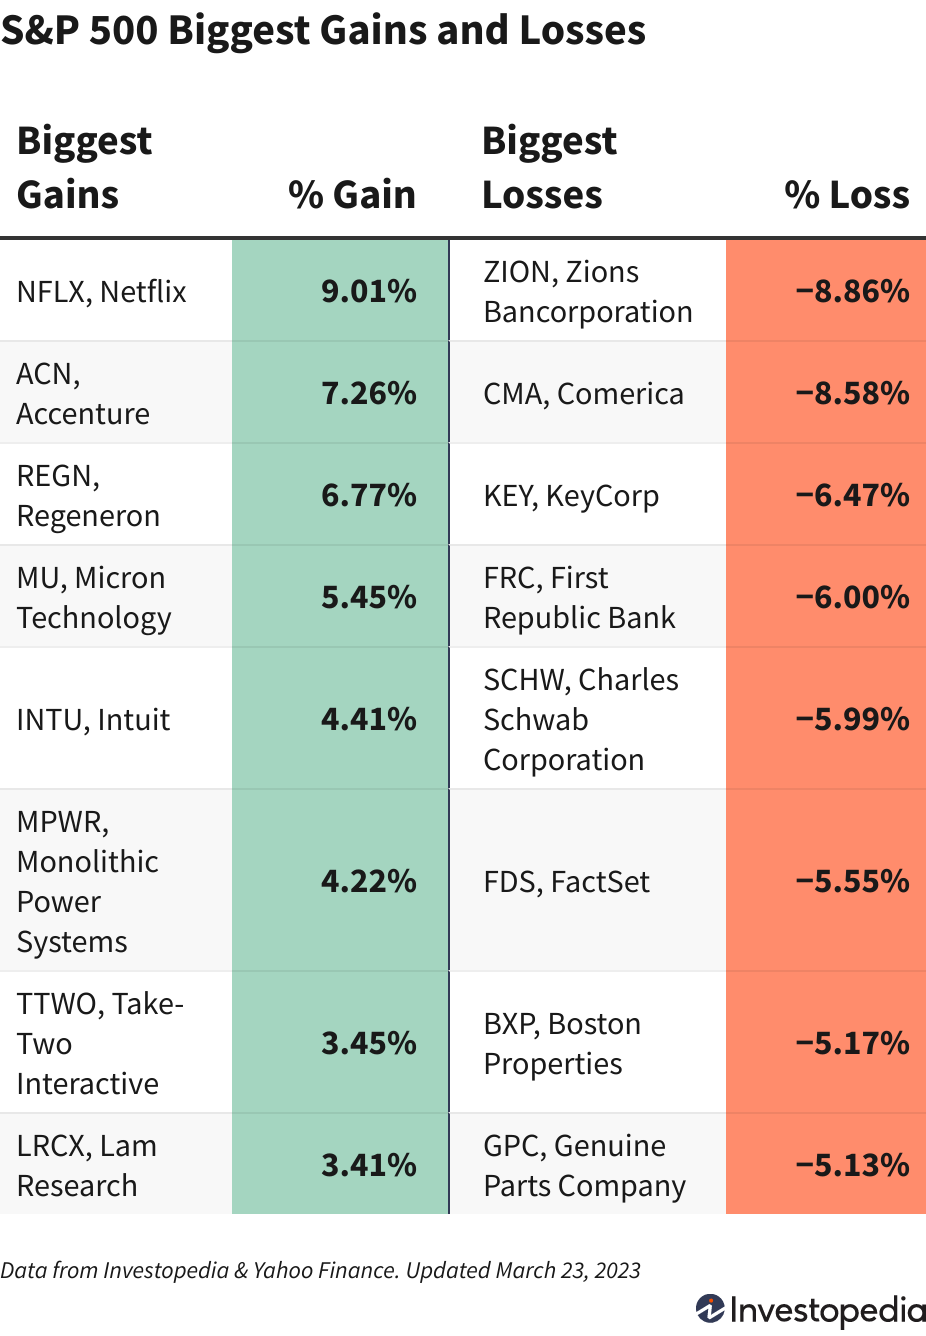 S&P 500 Biggest Gains and Losses
Biggest
Gains
% Gain
Biggest
Losses
% Loss
NFLX, Netflix
9.01%
ZION, Zions
Bancorporation
−8.86%
ACN,
Accenture
7.26%
CMA, Comerica
−8.58%
REGN,
Regeneron
6.77%
KEY, KeyCorp
−6.47%
MU, Micron
Technology
5.45%
FRC, First
Republic Bank
−6.00%
INTU, Intuit
4.41%
SCHW, Charles
Schwab
Corporation
−5.99%
MPWR,
Monolithic
Power
Systems
4.22%
FDS, FactSet
−5.55%
TTWO, Take-
Two
Interactive
3.45%
BXP, Boston
Properties
−5.17%
LRCX, Lam
Research
3.41%
GPC, Genuine
Parts Company
−5.13%
Data from Investopedia & Yahoo Finance. Updated March 23, 2023
Investopedia